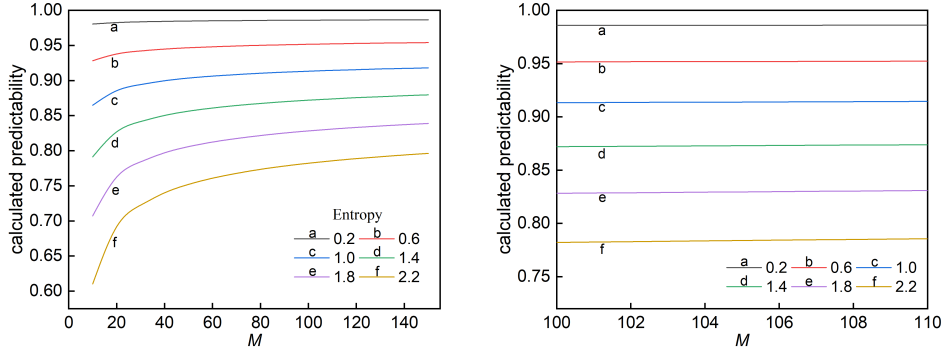 calculated predictability
1.00
0.95
0.90
0.85
0.80
0.75
0.70
0.65
0.60
a
b
c
d
e
f
Entropy
a 0.2 b 0.6
c 1.0 d 1.4
e 1.8 f 2.2
0 20 40 60 80 100 120 140
M
calculated predictability
1.00
0.95
0.90
0.85
0.80
0.75
a
b
c
d
e
f
a 0.2 b 0.6 c 1.0
d 1.4 e 1.8 f 2.2
100 102 104 106 108 110
M